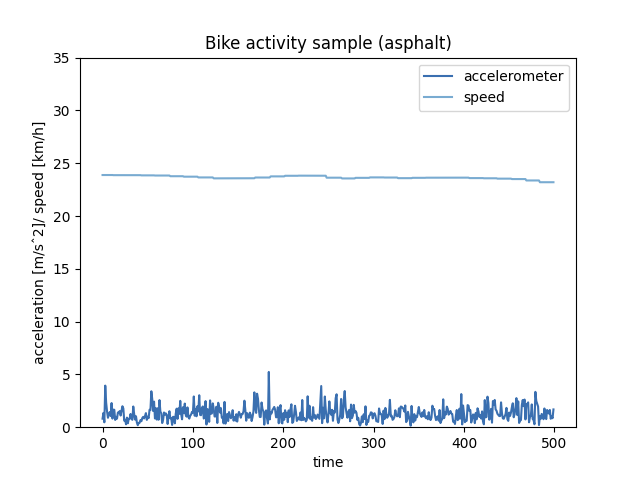 Bike activity sample (asphalt)
acceleration [m/s^2]/ speed [km/h]
35
30
25
20
15
10
5
0
accelerometer
speed
0 100 200 300 400 500
time